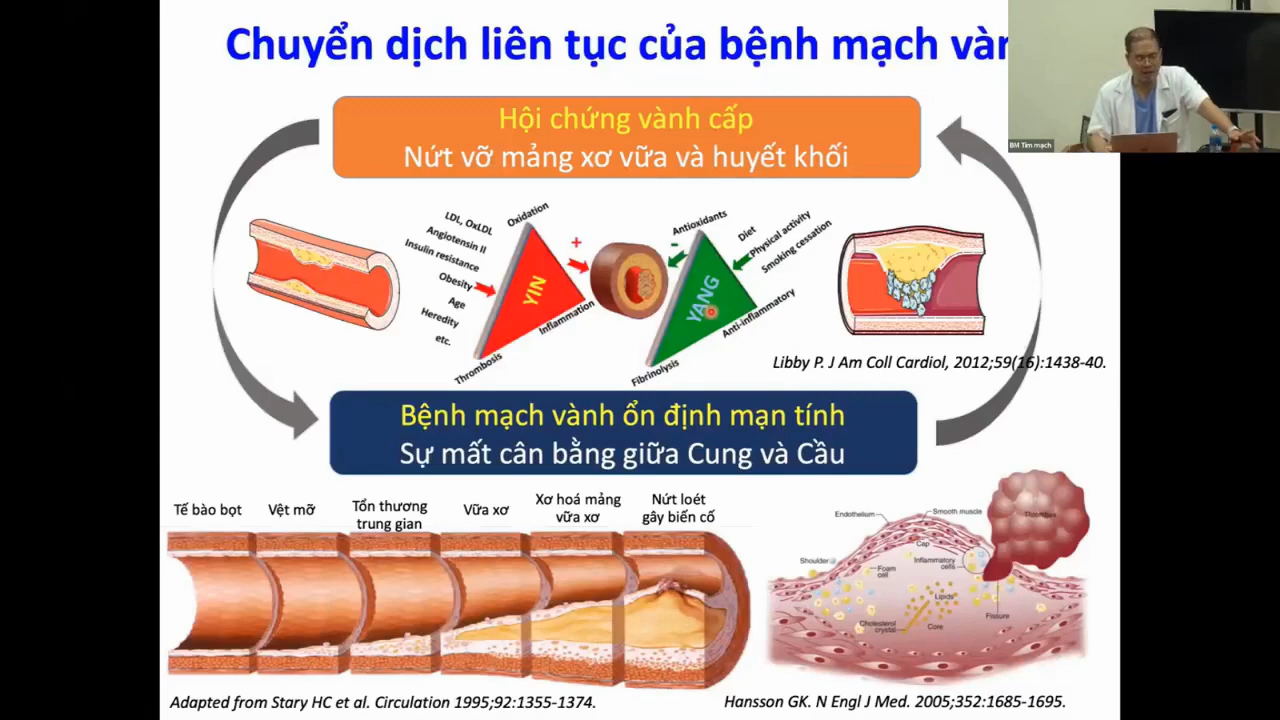 Chuyển dịch liên tục của bệnh mạch vàn
BM Tim mạch
Hội chứng vành cấp
Nứt vỡ mảng xơ vữa và huyết khối
LDL, OxLDL
Angiotensin II
Insulin resistance
Obesity
Age
Heredity
etc.
Oxidation
YIN
Inflammation
Thrombosis
+
-
Antioxidants
Diet
Physical activity
Smoking cessation
YANG
Anti-inflammatory
Fibrinolysis
Libby P. J Am Coll Cardiol, 2012;59(16):1438-40.
Bệnh mạch vành ổn định mạn tính
Sự mất cân bằng giữa Cung và Cầu
Tế bào bọt
Vệt mỡ
Tổn thương
trung gian
Vữa xơ
Xơ hoá mảng
vữa xơ
Nứt loét
gây biến cố
Endothelium
Smooth muscle
Thrombus
Cap
Shoulder
Foam
cell
Inflammatory
cells
Lipids
Cholesterol
crystal
Core
Fissure
Adapted from Stary HC et al. Circulation 1995;92:1355-1374.
Hansson GK. N Engl J Med. 2005;352:1685-1695.